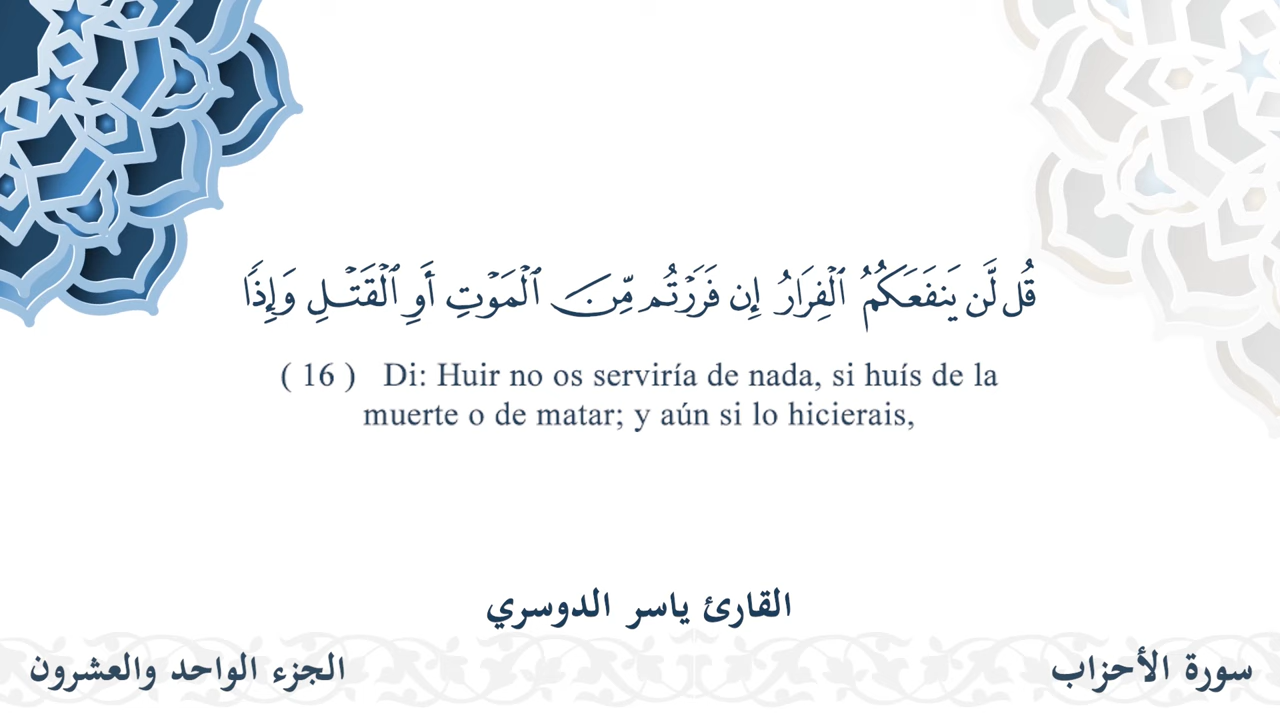 قُل لَّن يَنفَعَكُمُ ٱلْفِرَارُ إِن فَرَرْتُم مِّنَ ٱلْمَوْتِ أَوِ ٱلْقَتْلِ وَإِذًا
( 16 ) Di: Huir no os serviría de nada, si huís de la
muerte o de matar; y aún si lo hicierais,
القارئ ياسر الدوسري
سورة الأحزاب
الجزء الواحد والعشرون